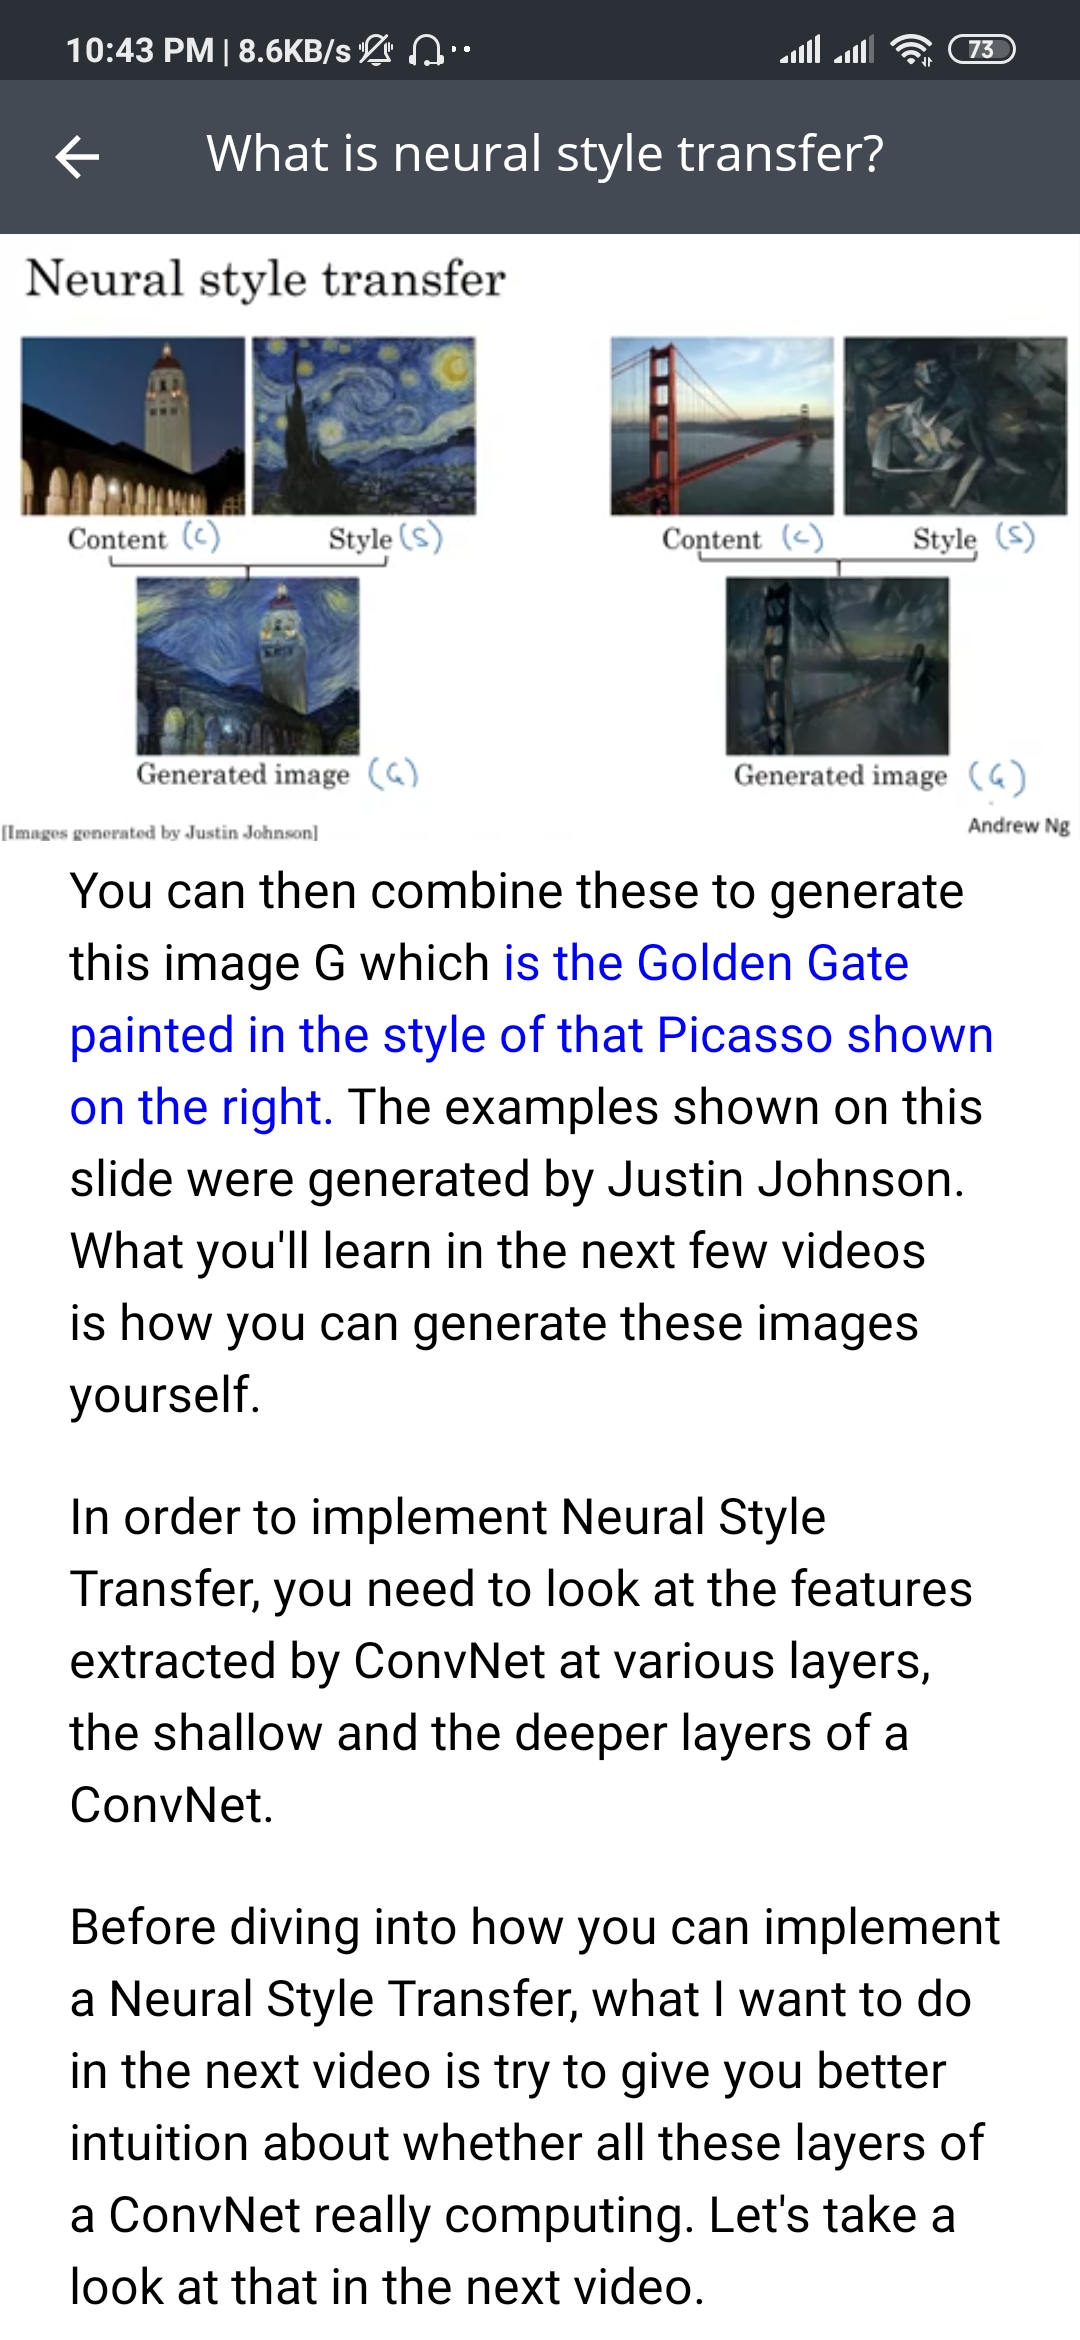 10:43 PM | 8.6KB/s 73
What is neural style transfer?
Neural style transfer
Content (C) Style (S) Content (C) Style (S)
Generated image (G) Generated image (G)
[Images generated by Justin Johnson] Andrew Ng
You can then combine these to generate
this image G which is the Golden Gate
painted in the style of that Picasso shown
on the right. The examples shown on this
slide were generated by Justin Johnson.
What you'll learn in the next few videos
is how you can generate these images
yourself.
In order to implement Neural Style
Transfer, you need to look at the features
extracted by ConvNet at various layers,
the shallow and the deeper layers of a
ConvNet.
Before diving into how you can implement
a Neural Style Transfer, what I want to do
in the next video is try to give you better
intuition about whether all these layers of
a ConvNet really computing. Let's take a
look at that in the next video.